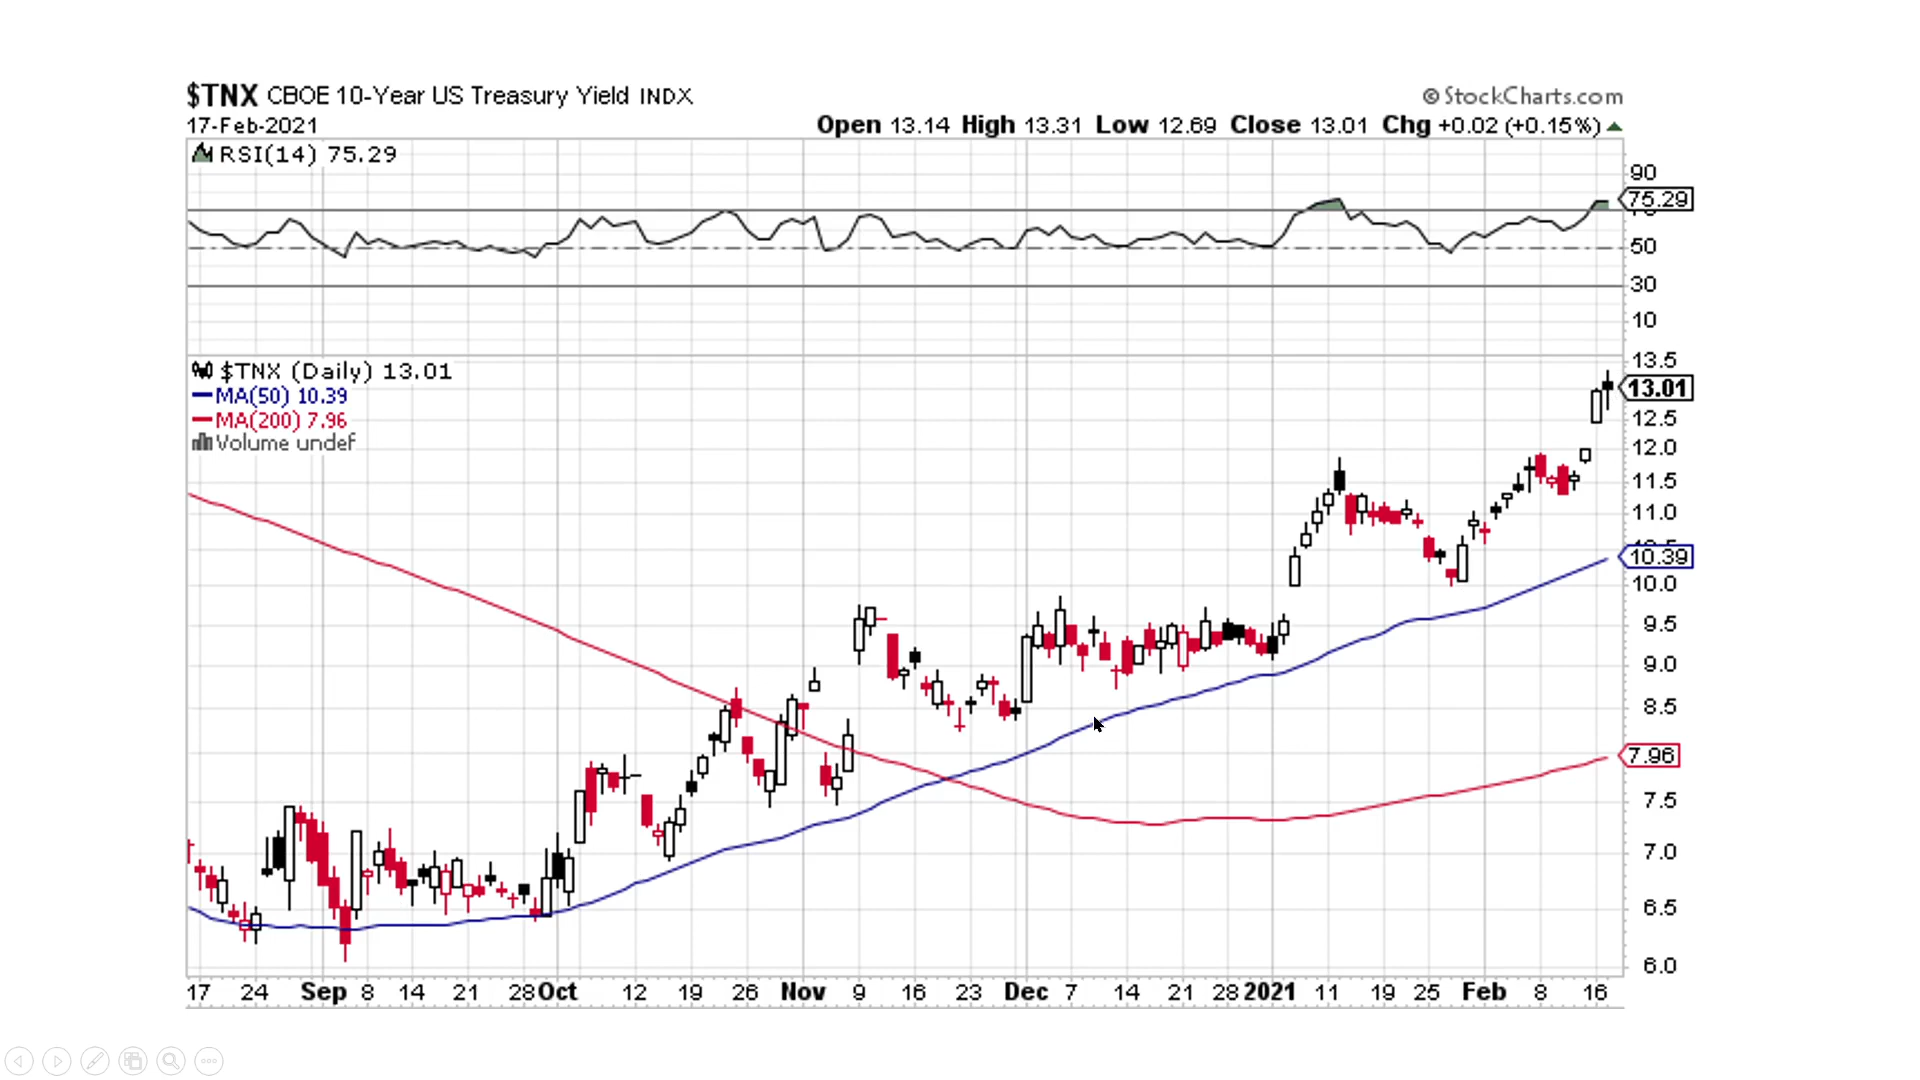 $TNX CBOE 10-Year US Treasury Yield INDX
© StockCharts.com
17-Feb-2021
Open 13.14 High 13.31 Low 12.69 Close 13.01 Chg +0.02 (+0.15%)
RSI(14) 75.29
90
75.29
70
50
30
10
$TNX (Daily) 13.01
MA(50) 10.39
MA(200) 7.96
Volume undef
13.5
13.01
12.5
12.0
11.5
11.0
10.5
10.39
10.0
9.5
9.0
8.5
7.96
7.5
7.0
6.5
6.0
17 24 Sep 8 14 21 28 Oct 12 19 26 Nov 9 16 23 Dec 7 14 21 28 2021 11 19 25 Feb 8 16